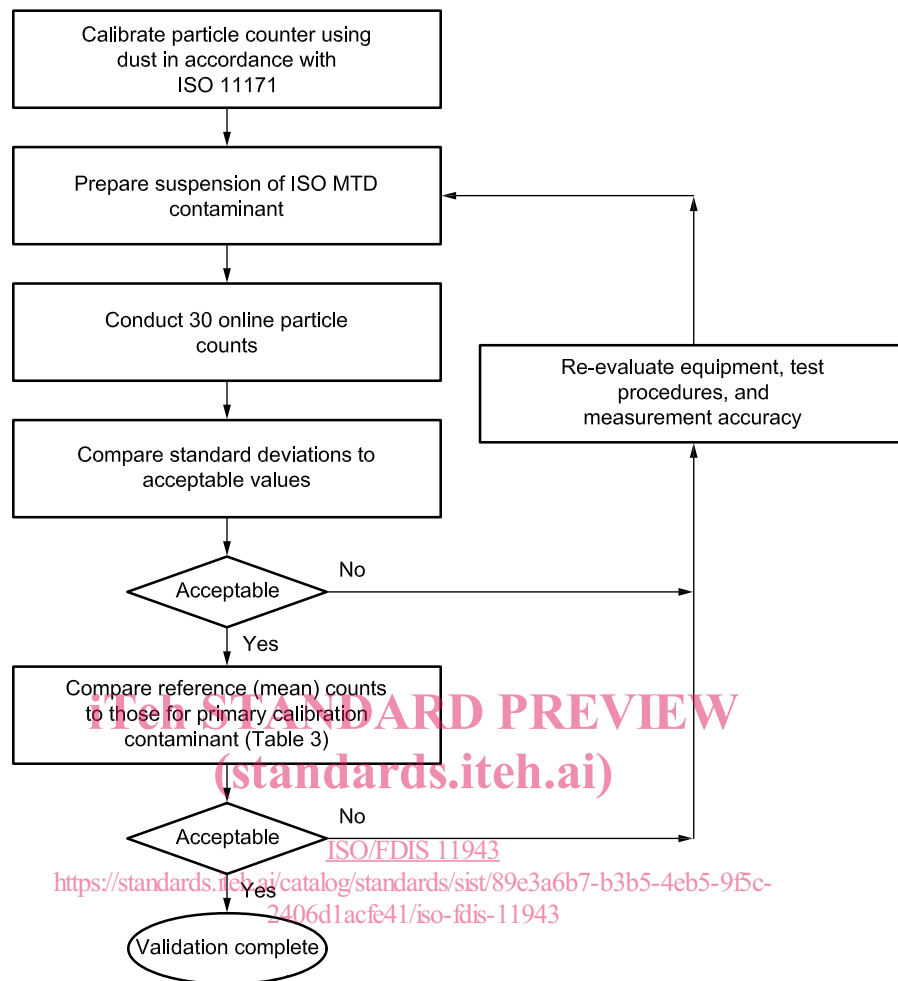 Calibrate particle counter using
dust in accordance with
ISO 11171
Prepare suspension of ISO MTD
contaminant
Conduct 30 online particle
counts
Re-evaluate equipment, test
procedures, and
measurement accuracy
Compare standard deviations to
acceptable values
No
Acceptable
Yes
Compare reference (mean) counts
to those for primary calibration
contaminant (Table 3)
iTeh STANDARD PREVIEW
(standards.iteh.ai)
No
Acceptable
ISO/FDIS 11943
https://standards.iteh.ai/catalog/standards/sist/89e3a6b7-b3b5-4eb5-9f5c-
Yes
2406d1acfe41/iso-fdis-11943
Validation complete